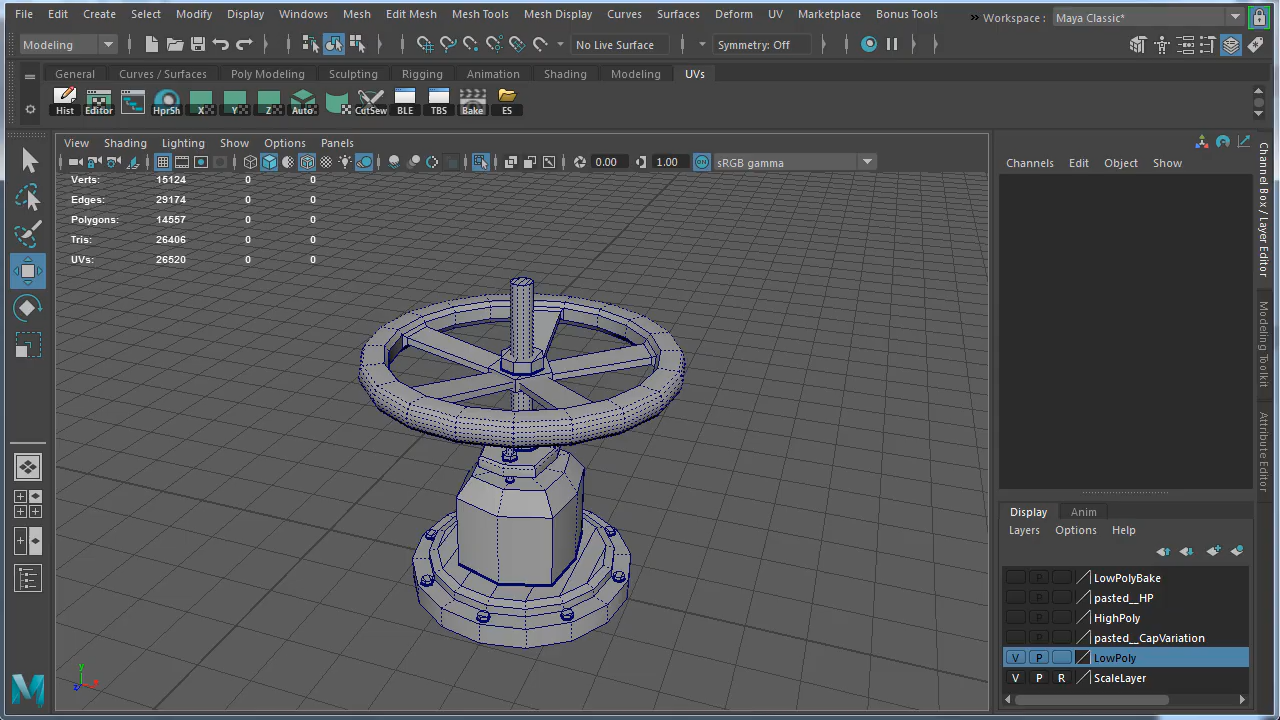 File Edit Create Select Modify Display Windows Mesh Edit Mesh Mesh Tools Mesh Display Curves Surfaces Deform UV Marketplace Bonus Tools » Workspace : Maya Classic*
Modeling No Live Surface Symmetry: Off
General Curves / Surfaces Poly Modeling Sculpting Rigging Animation Shading Modeling UVs
Hist Editor HprSh X Y Z Auto CutSew BLE TBS Bake ES
View Shading Lighting Show Options Panels
0.00 1.00 ON sRGB gamma
Verts: 15124 0 0
Edges: 29174 0 0
Polygons: 14557 0 0
Tris: 26406 0 0
UVs: 26520 0 0
y
x
z
M
Channels Edit Object Show
Channel Box / Layer Editor
Modeling Toolkit
Attribute Editor
Display Anim
Layers Options Help
P LowPolyBake
P pasted__HP
P HighPoly
P pasted__CapVariation
V P LowPoly
V P R ScaleLayer